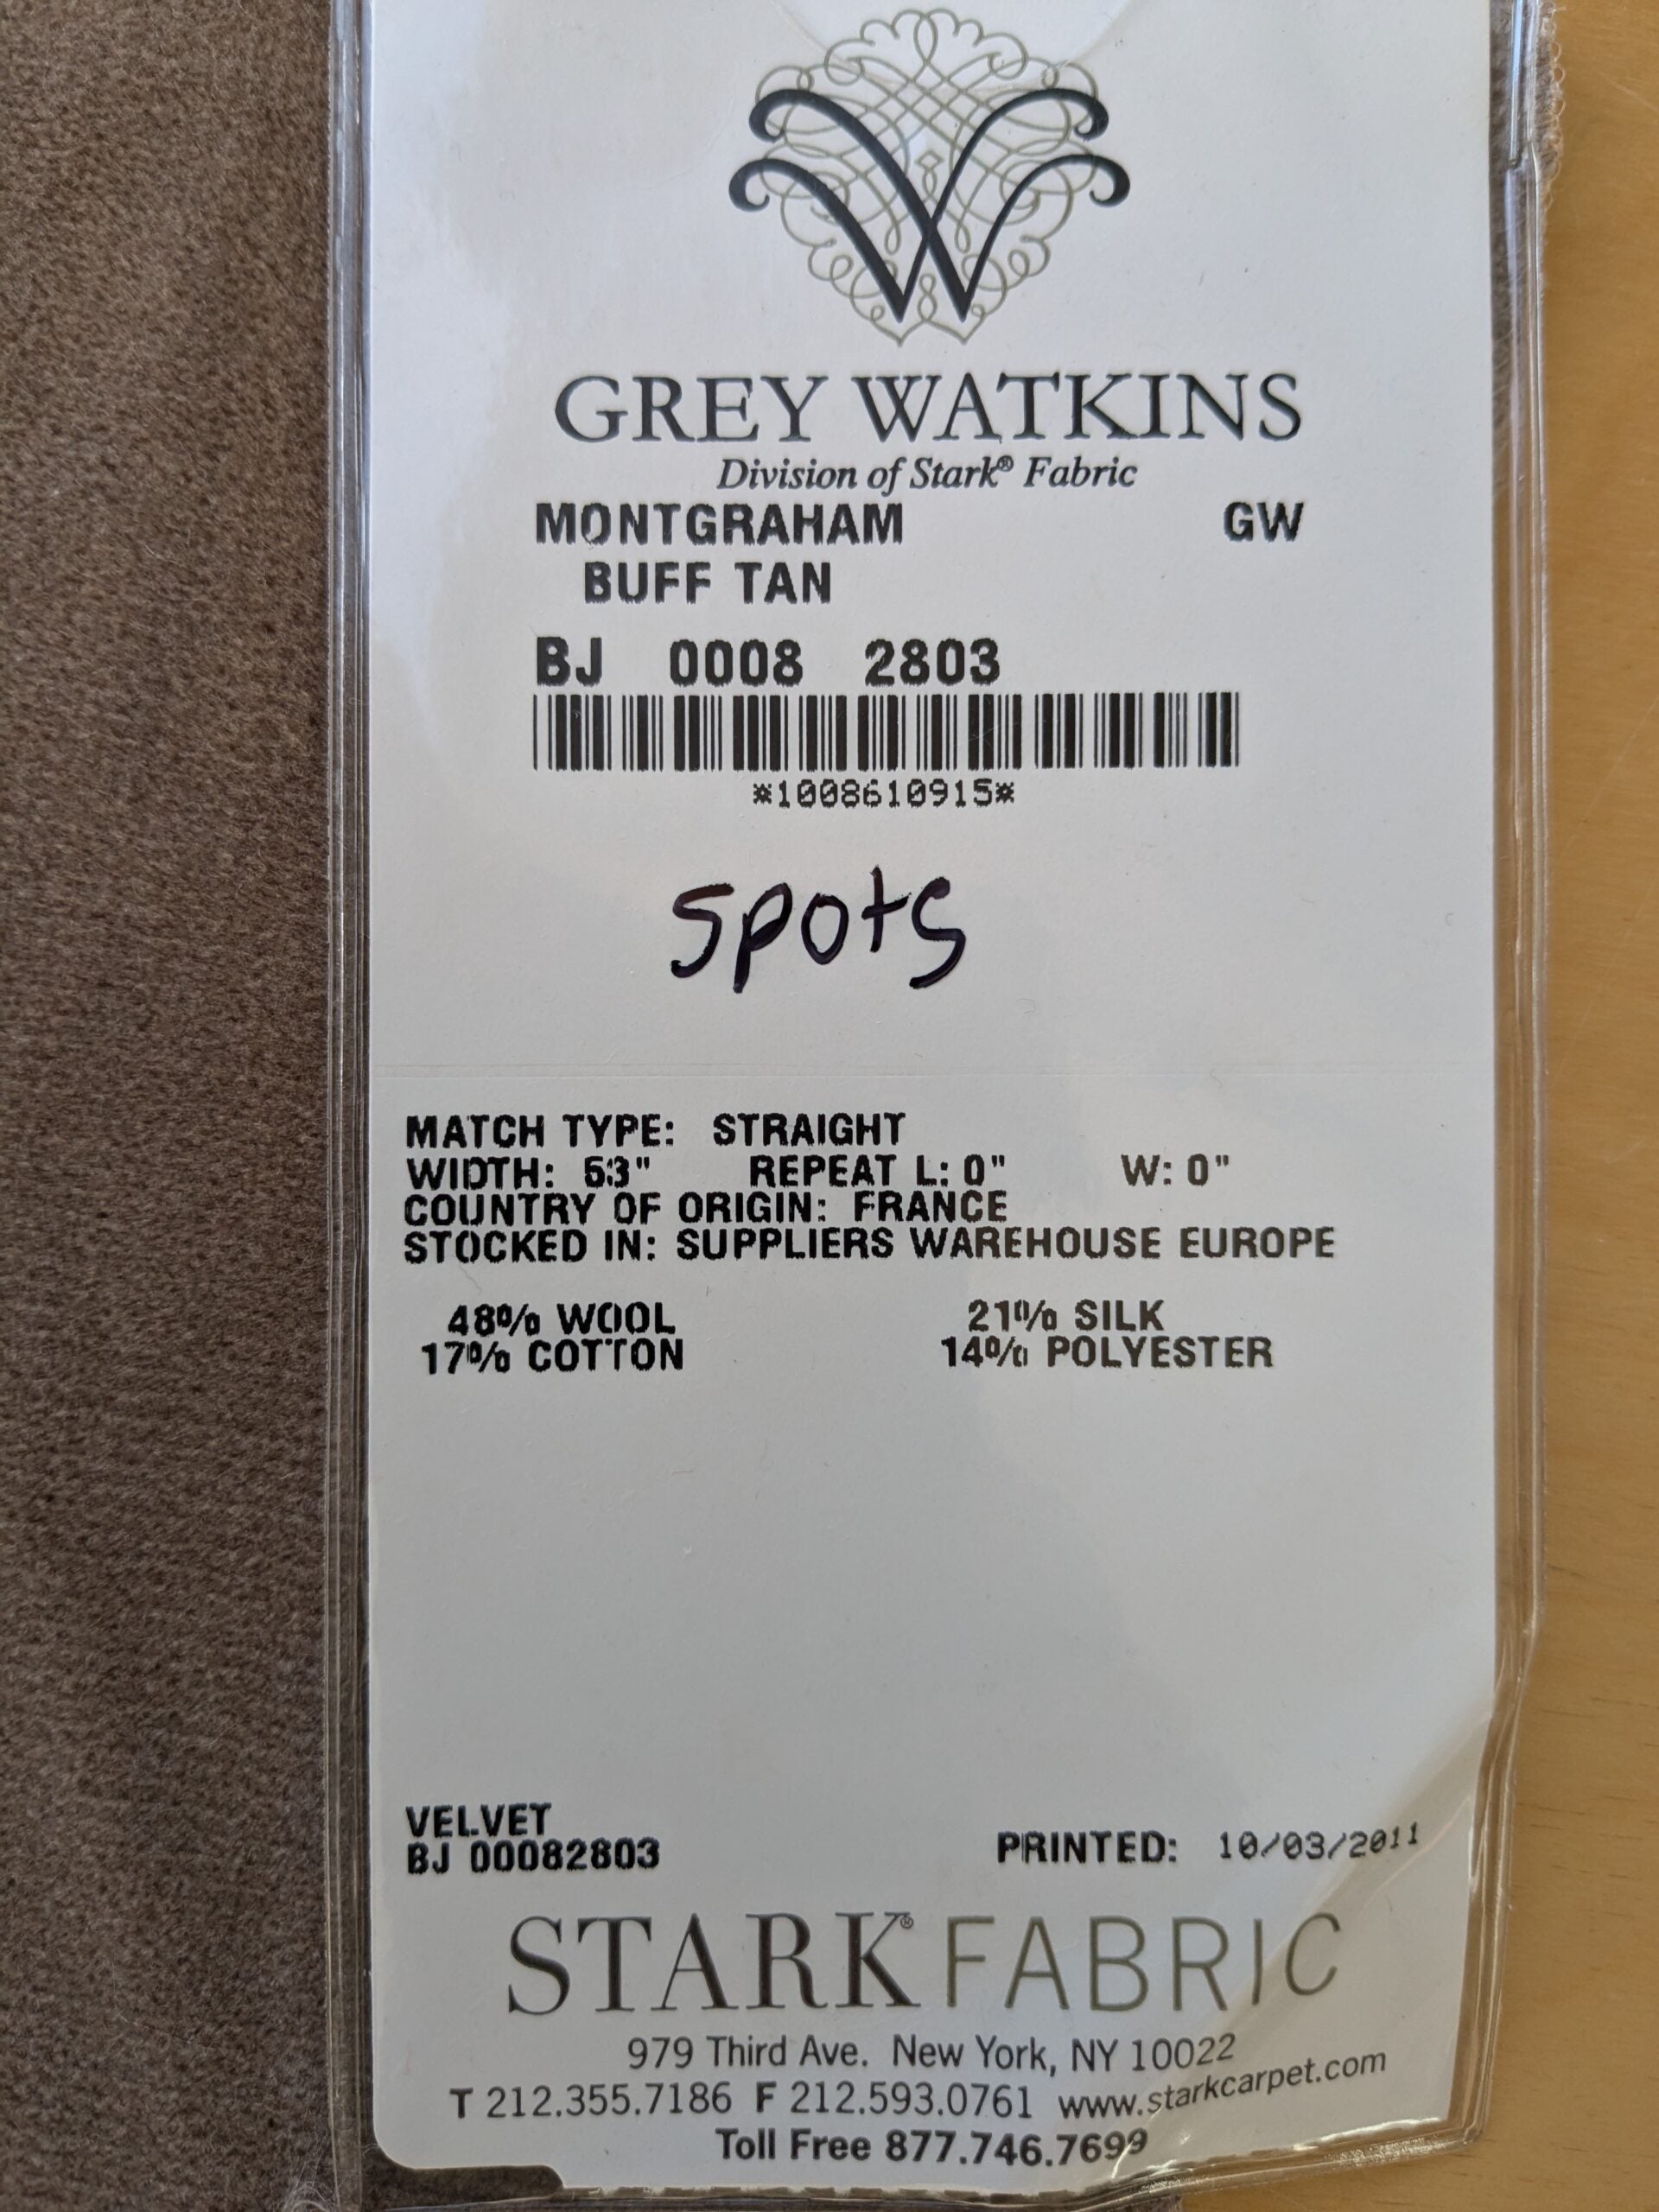 GREY WATKINS
Division of Stark® Fabric
MONTGRAHAM GW
BUFF TAN
BJ 0008 2803
*1008610915*
spots
MATCH TYPE: STRAIGHT
WIDTH: 53" REPEAT L: 0" W: 0"
COUNTRY OF ORIGIN: FRANCE
STOCKED IN: SUPPLIERS WAREHOUSE EUROPE
48% WOOL 21% SILK
17% COTTON 14% POLYESTER
VELVET
BJ 00082803 PRINTED: 10/03/2011
STARK® FABRIC
979 Third Ave. New York, NY 10022
T 212.355.7186 F 212.593.0761 www.starkcarpet.com
Toll Free 877.746.7699